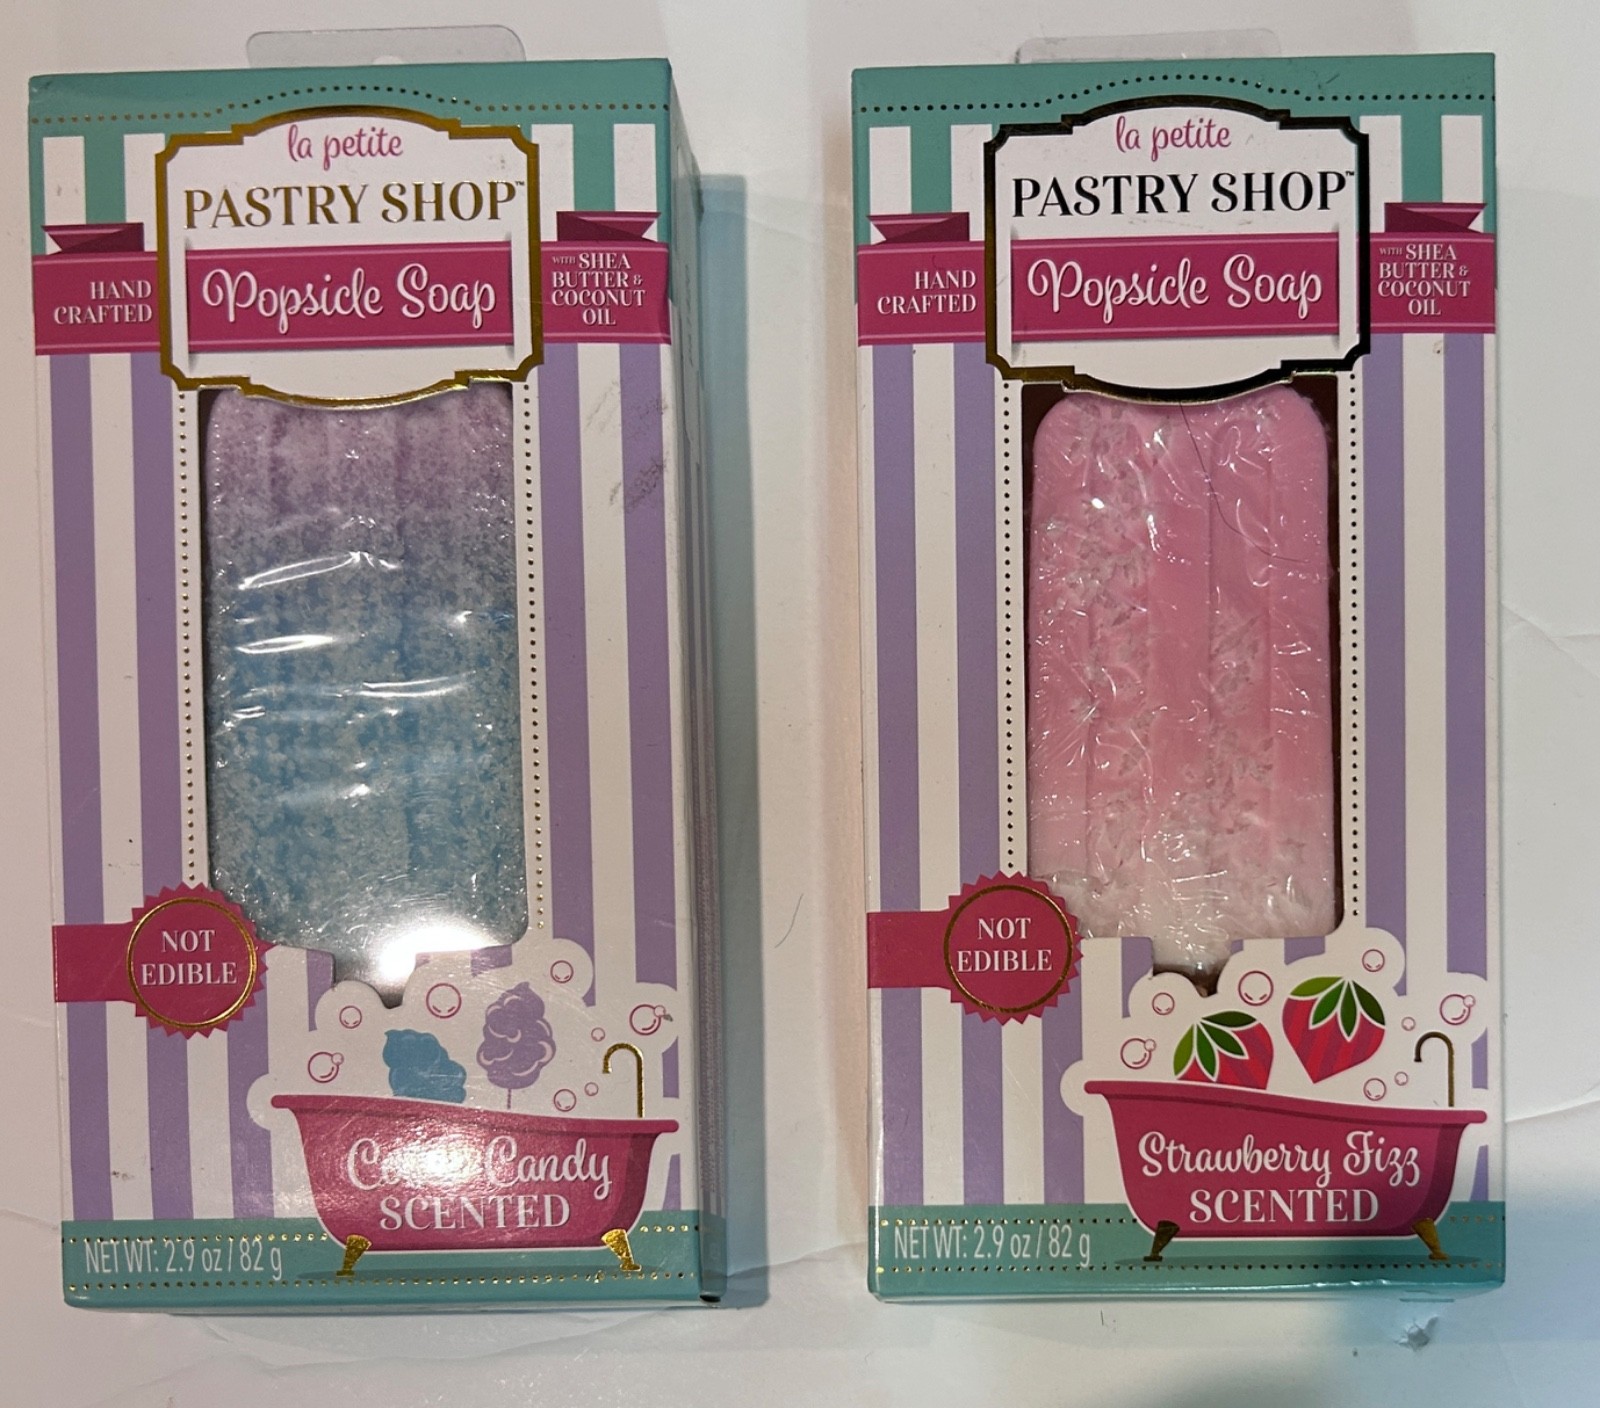 la petite
PASTRY SHOP™
Popsicle Soap
HAND
CRAFTED
WITH SHEA
BUTTER &
COCONUT
OIL
NOT
EDIBLE
Candy
SCENTED
NET WT: 2.9 oz / 82 g
la petite
PASTRY SHOP™
Popsicle Soap
HAND
CRAFTED
WITH SHEA
BUTTER &
COCONUT
OIL
NOT
EDIBLE
Strawberry Fizz
SCENTED
NET WT: 2.9 oz / 82 g